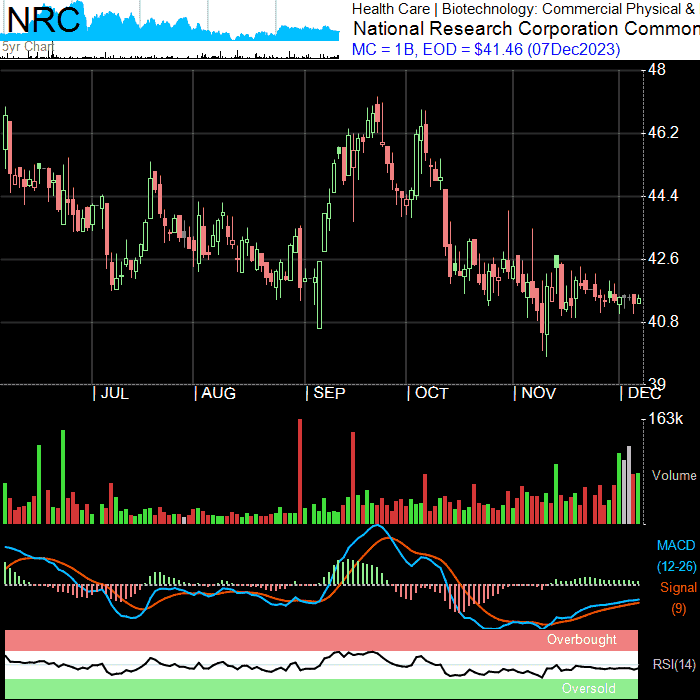 NRC
5yr Chart
Health Care | Biotechnology: Commercial Physical &
National Research Corporation Common
MC = 1B, EOD = $41.46 (07Dec2023)
48
46.2
44.4
42.6
40.8
39
| JUL | AUG | SEP | OCT | NOV | DEC
163k
Volume
MACD
(12-26)
Signal
(9)
Overbought
RSI(14)
Oversold